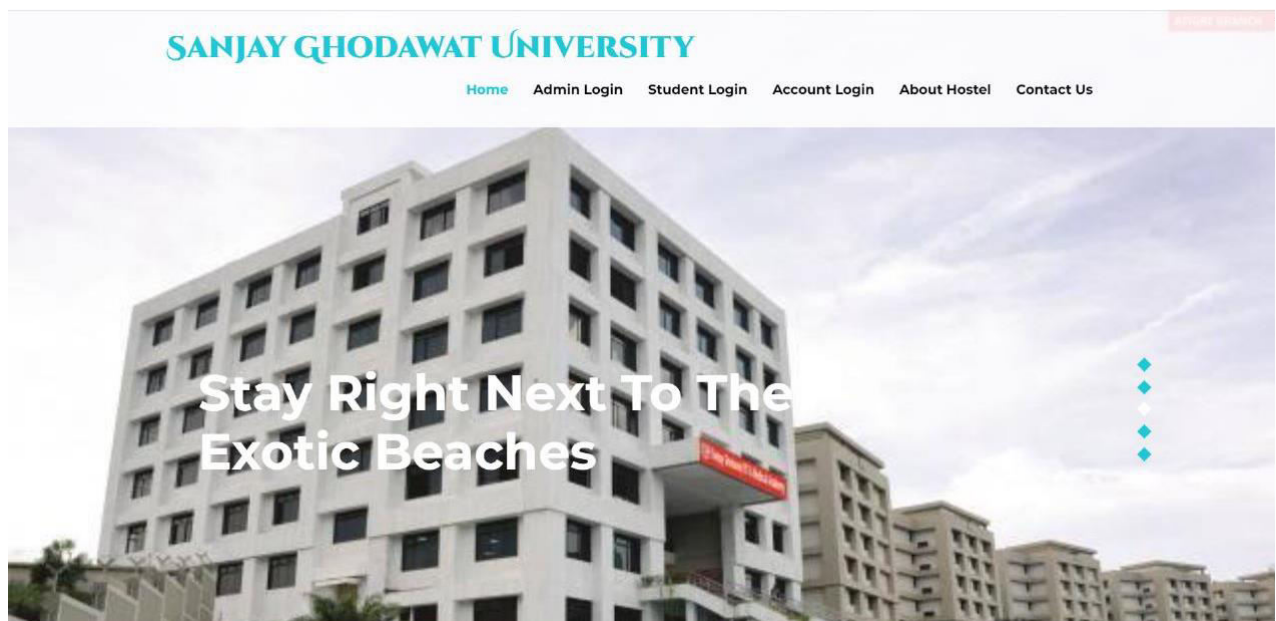 SANJAY GHODAWAT UNIVERSITY
Home Admin Login Student Login Account Login About Hostel Contact Us
Stay Right Next To The
Exotic Beaches